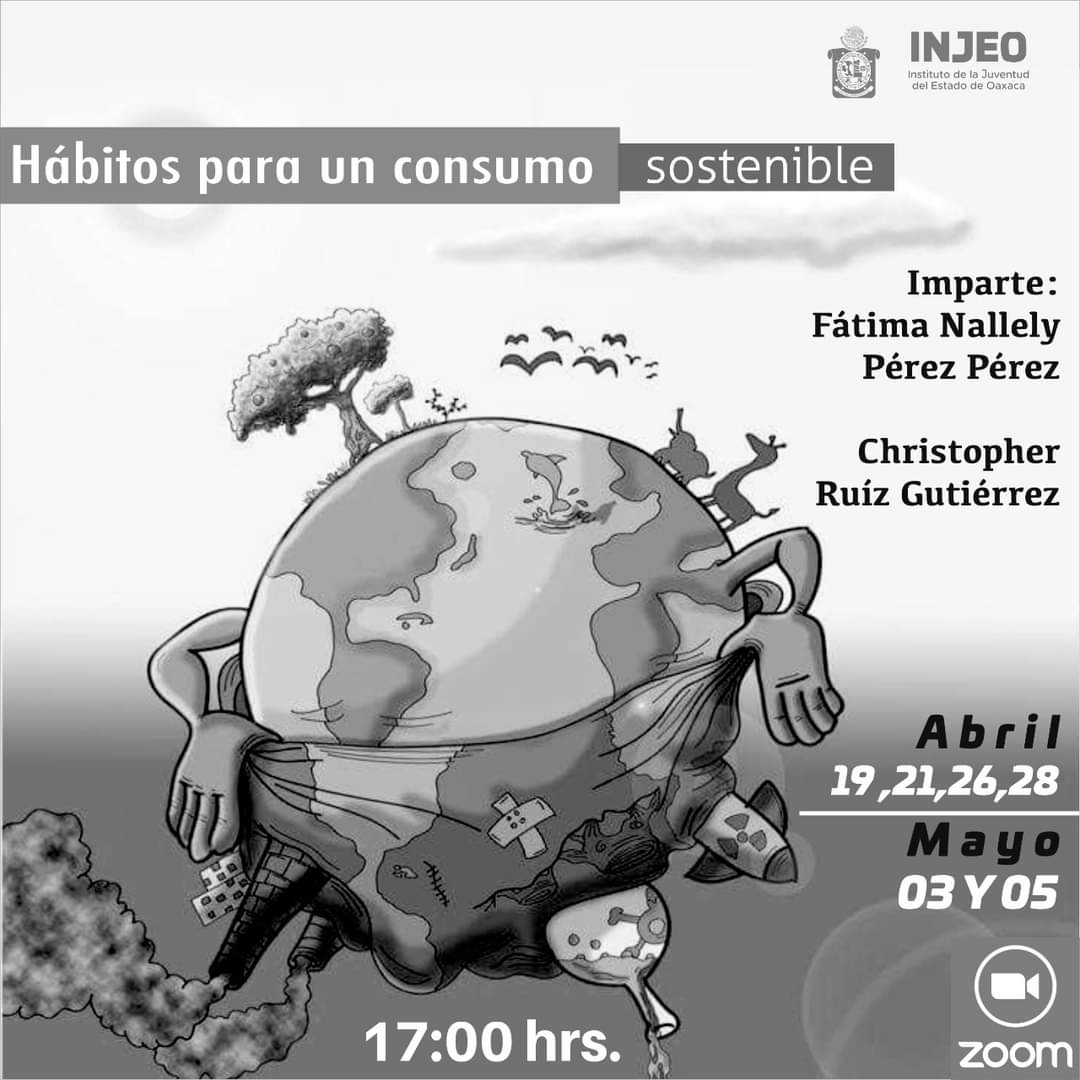 INJEO
Instituto de la Juventud
del Estado de Oaxaca
Hábitos para un consumo sostenible
Imparte:
Fátima Nallely
Pérez Pérez
Christopher
Ruíz Gutiérrez
Abril
19,21,26,28
Mayo
03 Y 05
17:00 hrs.
zoom